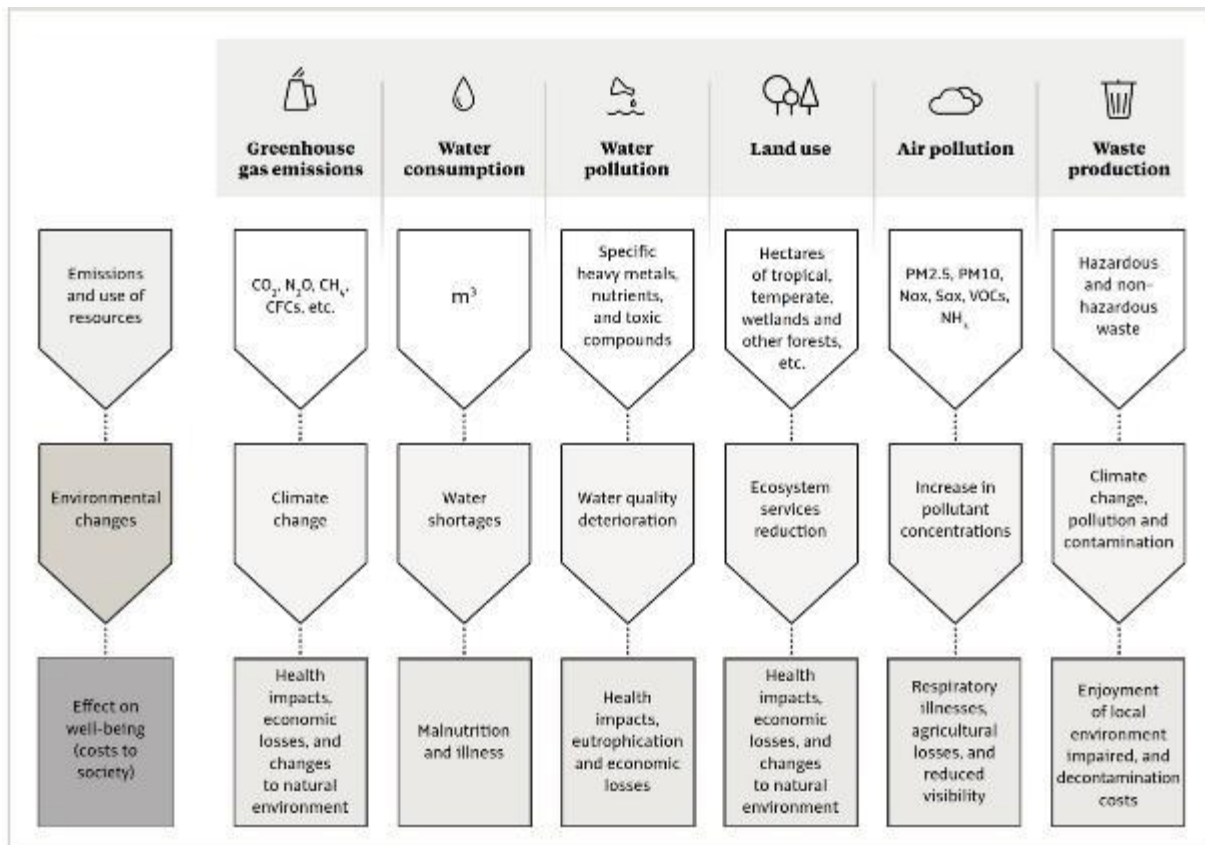 Greenhouse
gas emissions
Water
consumption
Water
pollution
Land use
Air pollution
Waste
production
Emissions
and use of
resources
CO₂, N₂O, CH₄,
CFCs, etc.
m³
Specific
heavy metals,
nutrients,
and toxic
compounds
Hectares
of tropical,
temperate,
wetlands and
other forests,
etc.
PM2.5, PM10,
Nox, Sox, VOCs,
NHₓ
Hazardous
and non-
hazardous
waste
Environmental
changes
Climate
change
Water
shortages
Water quality
deterioration
Ecosystem
services
reduction
Increase in
pollutant
concentrations
Climate
change,
pollution and
contamination
Effect on
well-being
(costs to
society)
Health
impacts,
economic
losses, and
changes
to natural
environment
Malnutrition
and illness
Health
impacts,
eutrophication
and economic
losses
Health
impacts,
economic
losses, and
changes
to natural
environment
Respiratory
illnesses,
agricultural
losses, and
reduced
visibility
Enjoyment
of local
environment
impaired, and
decontamination
costs